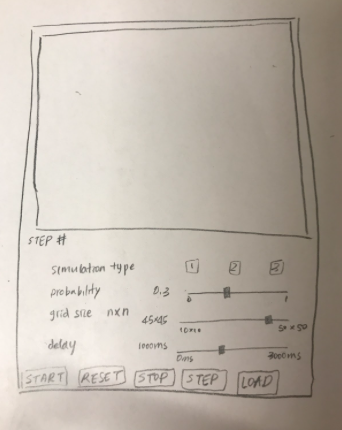 STEP #
simulation type 1 2 3
probability 0.3 0 1
grid size nxn 45x45 10x10 50x50
delay 1000ms 0ms 3000ms
START RESET STOP STEP LOAD